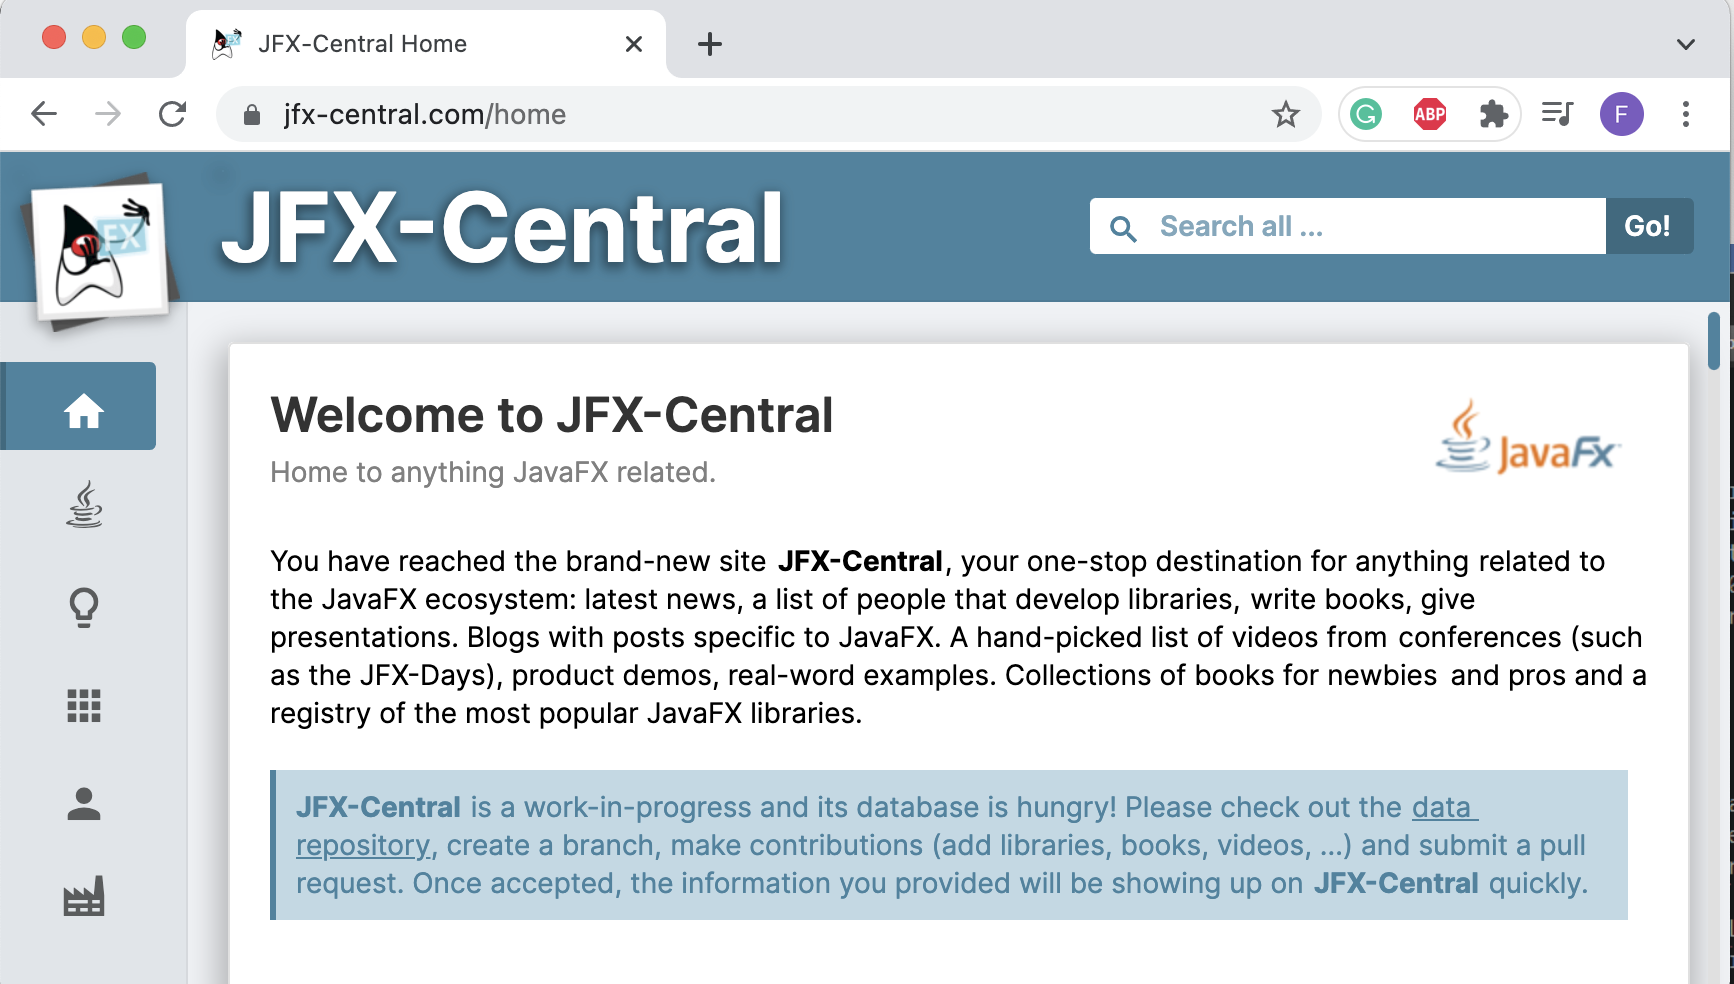 JFX-Central Home
jfx-central.com/home
G ABP F
FX
JFX-Central
Search all ... Go!
Welcome to JFX-Central
JavaFX
Home to anything JavaFX related.
You have reached the brand-new site JFX-Central, your one-stop destination for anything related to
the JavaFX ecosystem: latest news, a list of people that develop libraries, write books, give
presentations. Blogs with posts specific to JavaFX. A hand-picked list of videos from conferences (such
as the JFX-Days), product demos, real-word examples. Collections of books for newbies and pros and a
registry of the most popular JavaFX libraries.
JFX-Central is a work-in-progress and its database is hungry! Please check out the data
repository, create a branch, make contributions (add libraries, books, videos, ...) and submit a pull
request. Once accepted, the information you provided will be showing up on JFX-Central quickly.